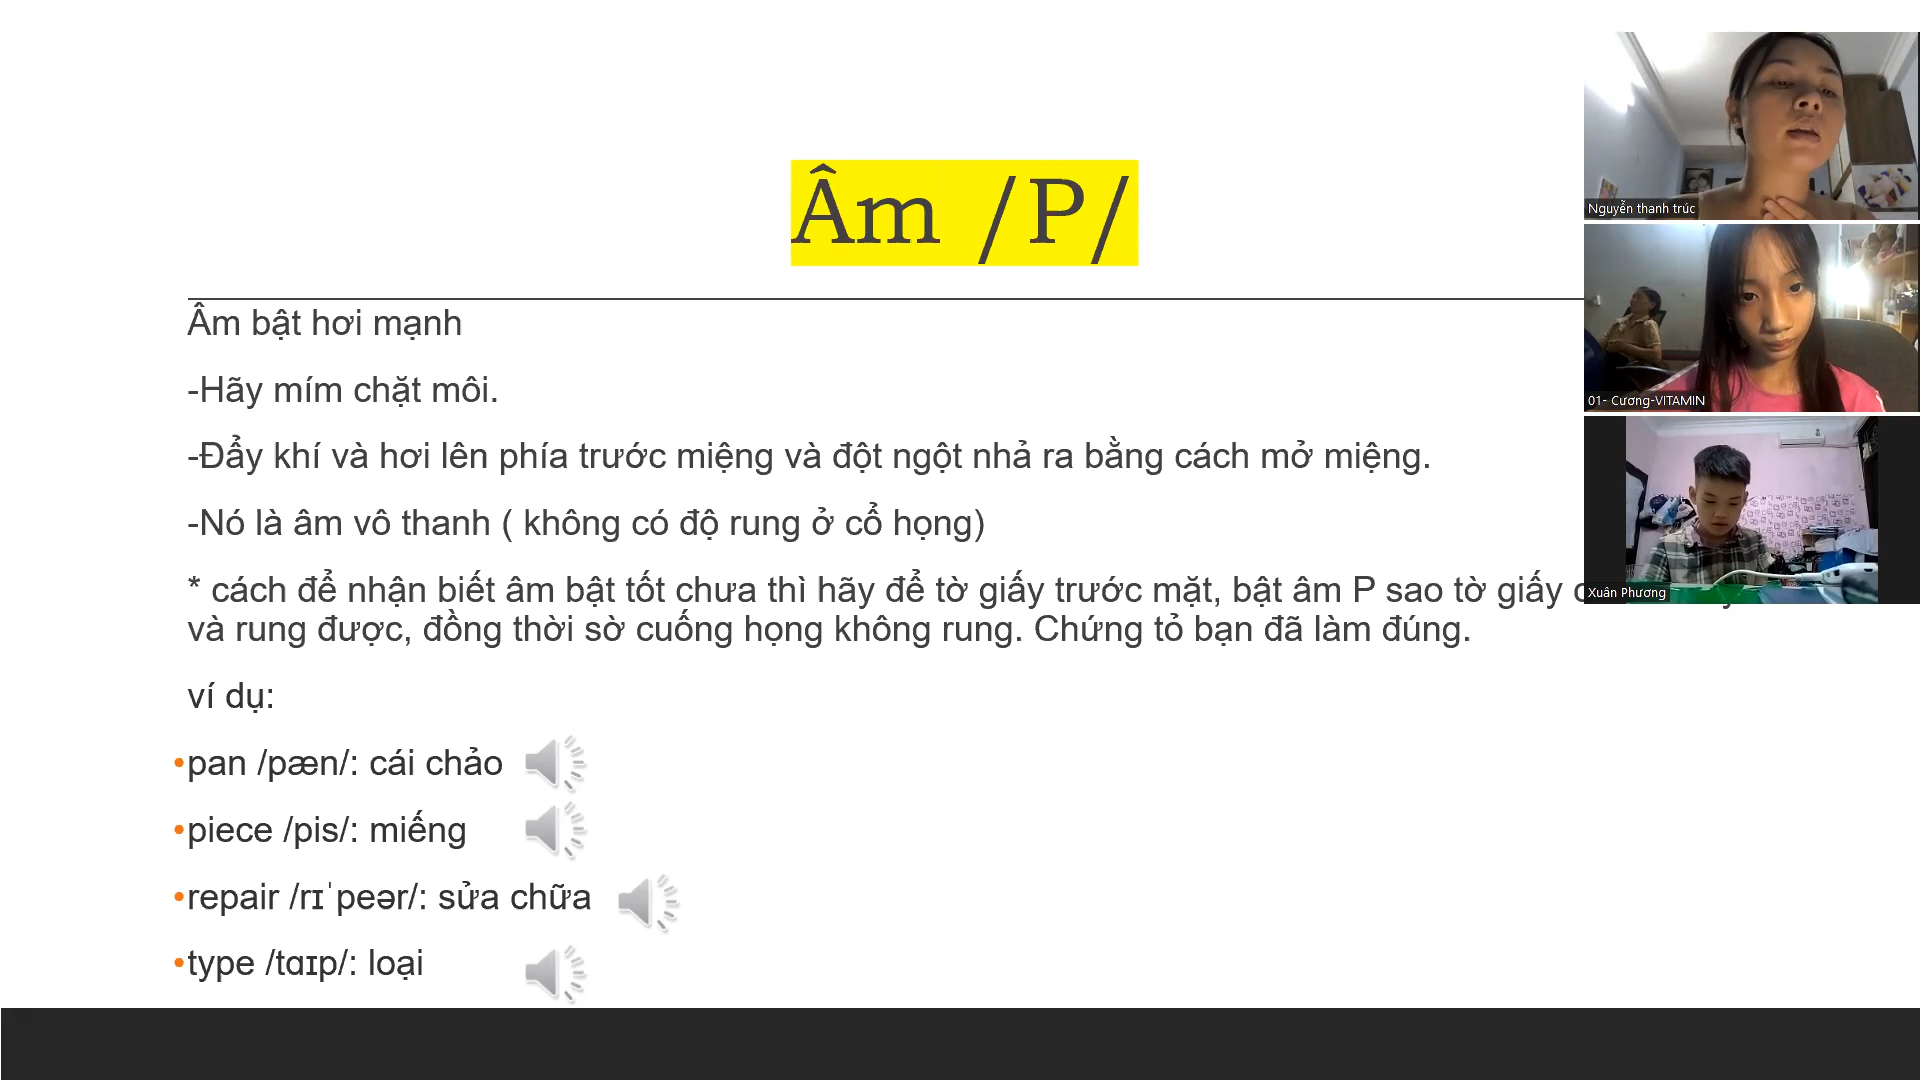 Âm /P/
Âm bật hơi mạnh
-Hãy mím chặt môi.
-Đẩy khí và hơi lên phía trước miệng và đột ngột nhả ra bằng cách mở miệng.
-Nó là âm vô thanh ( không có độ rung ở cổ họng)
* cách để nhận biết âm bật tốt chưa thì hãy để tờ giấy trước mặt, bật âm P sao tờ giấy
và rung được, đồng thời sờ cuống họng không rung. Chứng tỏ bạn đã làm đúng.
ví dụ:
•pan /pæn/: cái chảo
•piece /pis/: miếng
•repair /rɪˈpeər/: sửa chữa
•type /tɑɪp/: loại
Nguyễn thanh trúc
01- Cương-VITAMIN
Xuân Phương